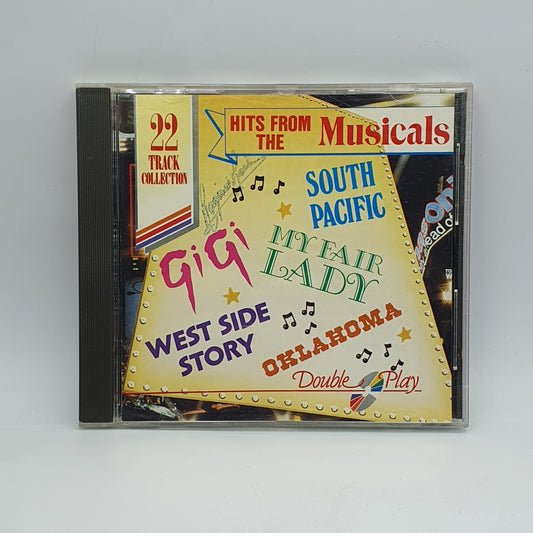 22
TRACK
COLLECTION
HITS FROM
THE
Musicals
SOUTH
PACIFIC
GiGi
MY FAIR
LADY
WEST SIDE
STORY
OKLAHOMA
Double Play